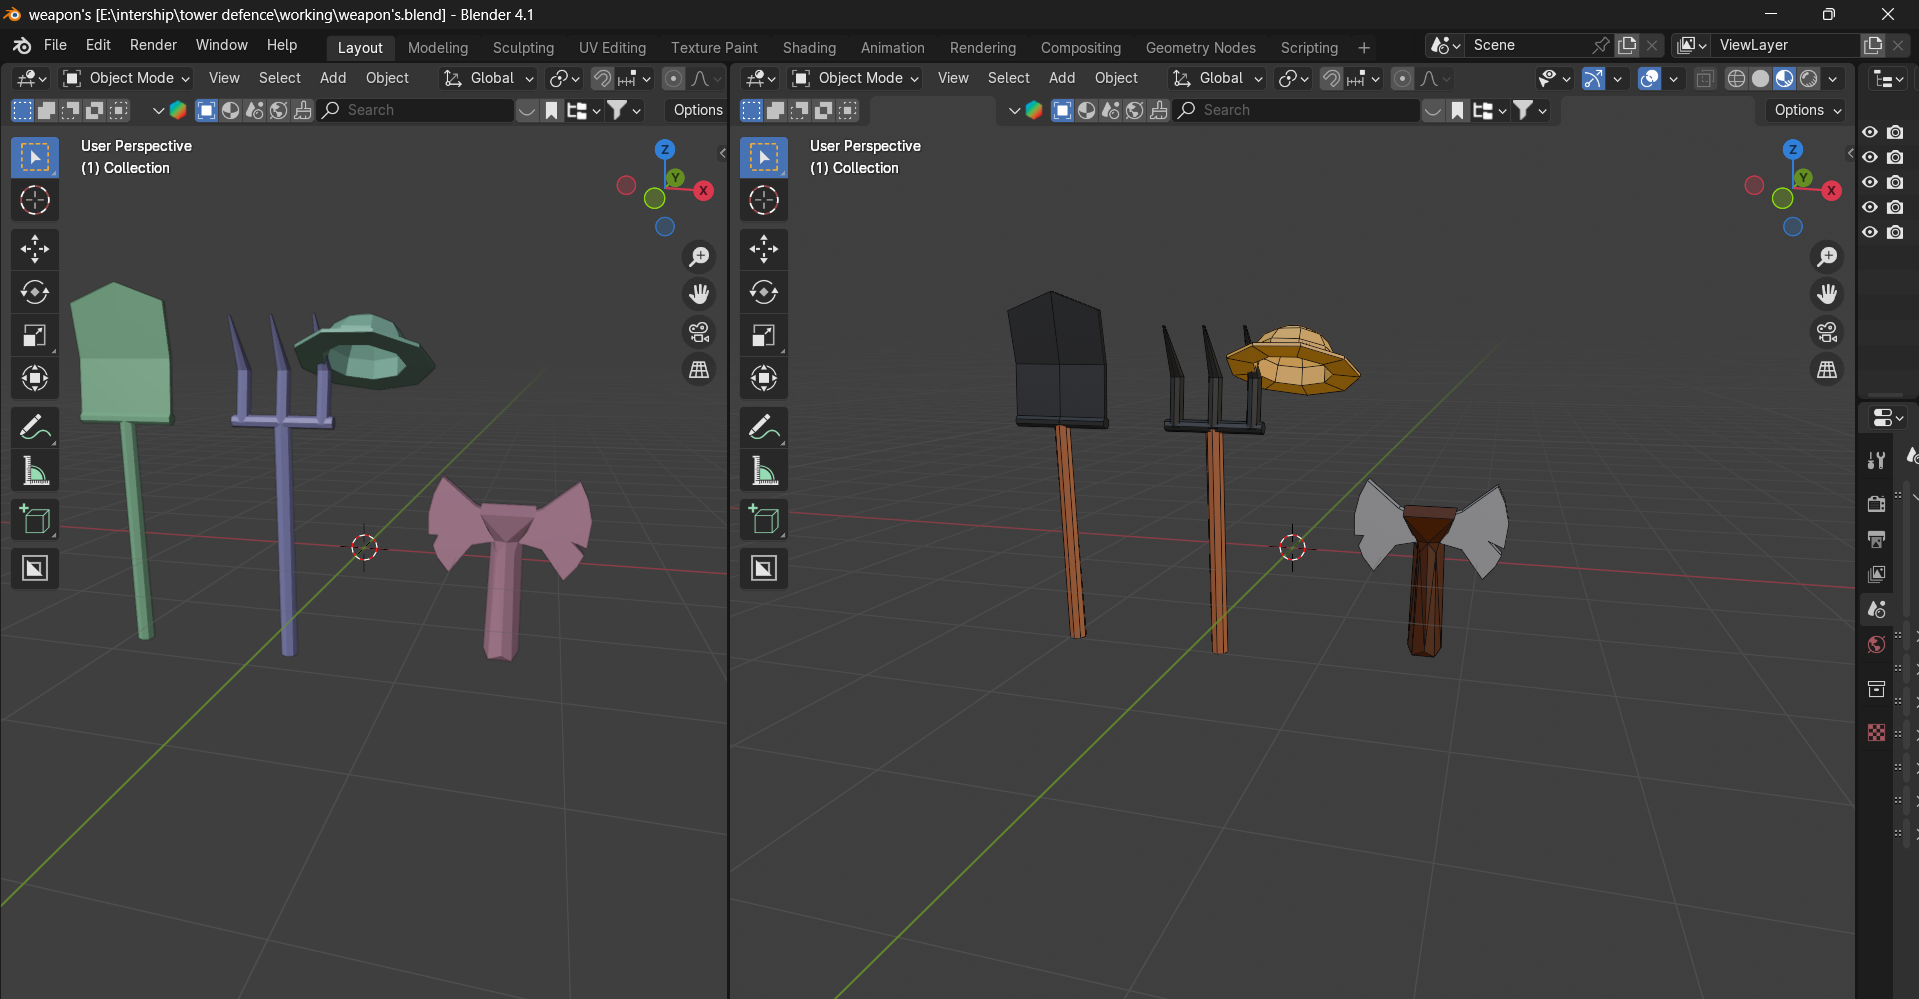 weapon's [E:\intership\tower defence\working\weapon's.blend] - Blender 4.1
File Edit Render Window Help Layout Modeling Sculpting UV Editing Texture Paint Shading Animation Rendering Compositing Geometry Nodes Scripting + Scene ViewLayer
Object Mode View Select Add Object Global
Object Mode View Select Add Object Global
Search Options
Search Options
User Perspective
(1) Collection
Z
Y
X
User Perspective
(1) Collection
Z
Y
X